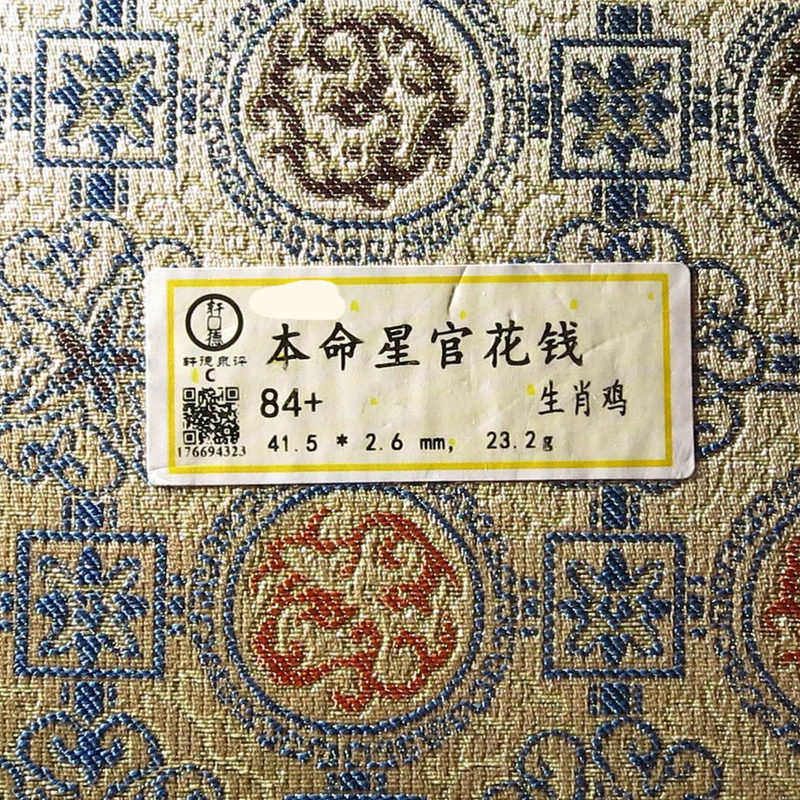 轩德
轩德泉评
C
176694323
本命星官花钱
84+
生肖鸡
41.5 * 2.6 mm, 23.2g